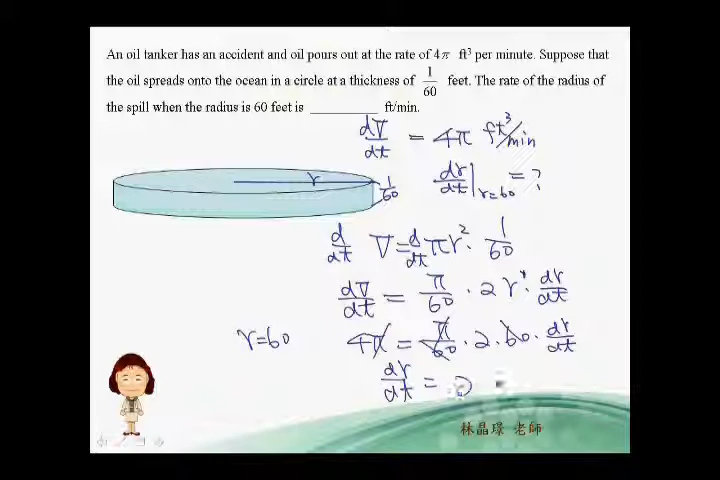 An oil tanker has an accident and oil pours out at the rate of 4π ft³ per minute. Suppose that
the oil spreads onto the ocean in a circle at a thickness of 1/60 feet. The rate of the radius of
the spill when the radius is 60 feet is ________ ft/min.
dV/dt = 4π ft³/min
r 1/60 dr/dt|r=60 = ?
d/dt V = d/dt πr² · 1/60
dV/dt = π/60 · 2r¹ · dr/dt
r=60 4π = π/60 · 2 · 60 · dr/dt
dr/dt = 2
林晶璟 老師